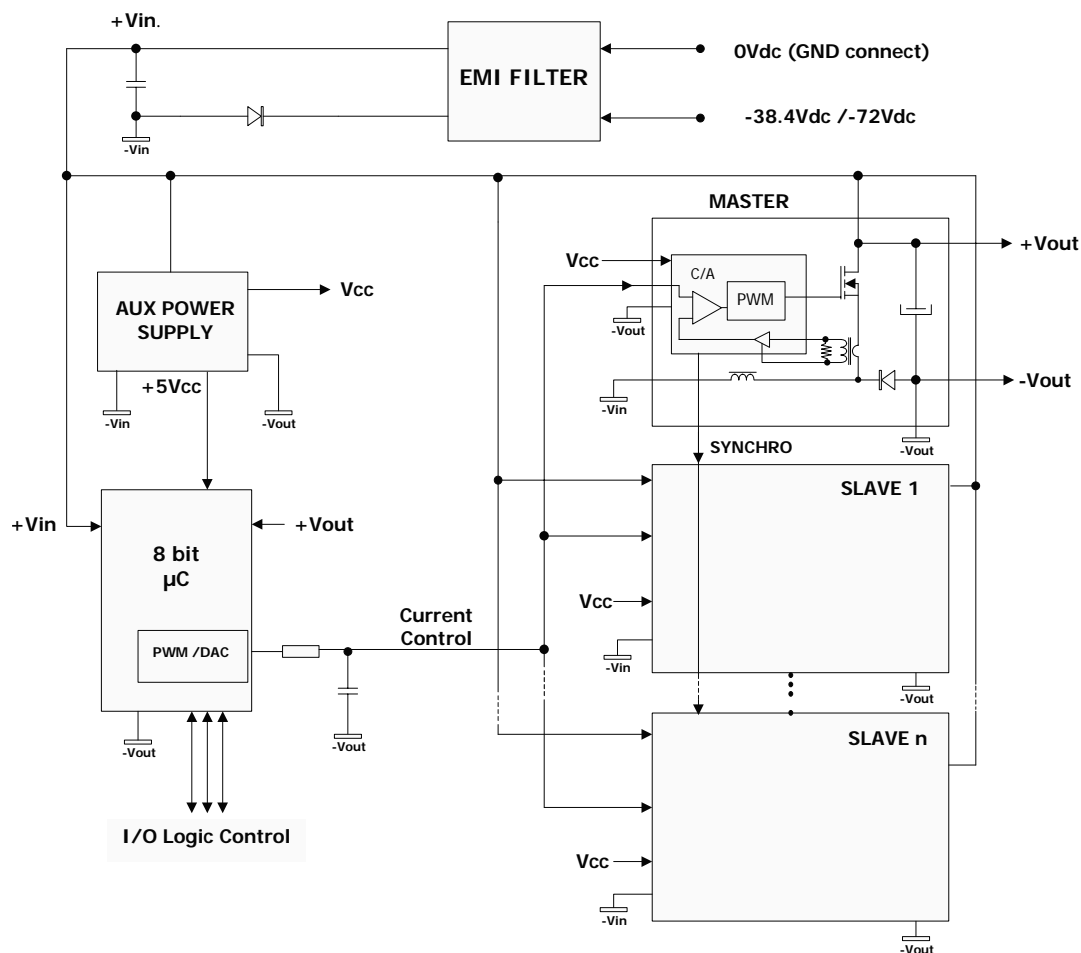 +Vin.
EMI FILTER
0Vdc (GND connect)
-38.4Vdc /-72Vdc
-Vin
MASTER
+Vout
Vcc
C/A
PWM
-Vout
-Vin
-Vout
-Vout
AUX POWER
SUPPLY
Vcc
+5Vcc
-Vin
-Vout
SYNCHRO
SLAVE 1
+Vin
+Vout
8 bit
µC
PWM /DAC
Current
Control
Vcc
-Vin
-Vout
-Vout
-Vout
SLAVE n
I/O Logic Control
Vcc
-Vin
-Vout